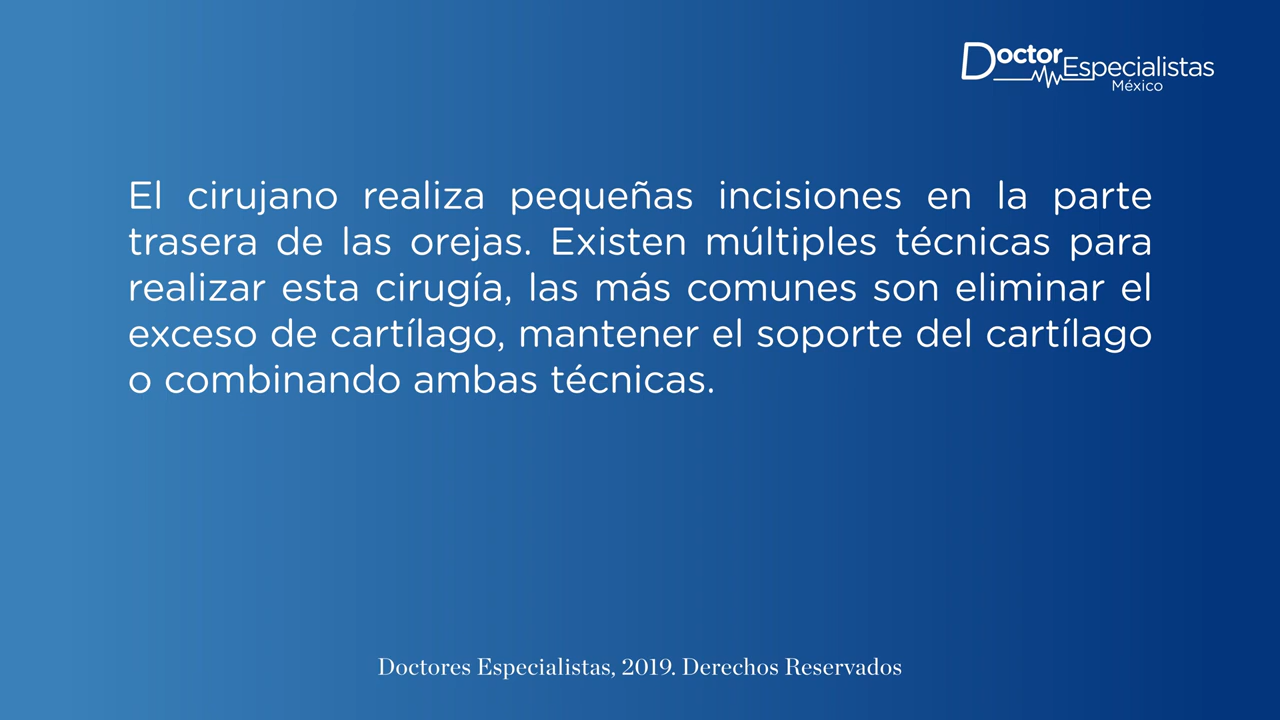 Doctor Especialistas
México
El cirujano realiza pequeñas incisiones en la parte
trasera de las orejas. Existen múltiples técnicas para
realizar esta cirugía, las más comunes son eliminar el
exceso de cartílago, mantener el soporte del cartílago
o combinando ambas técnicas.
Doctores Especialistas, 2019. Derechos Reservados